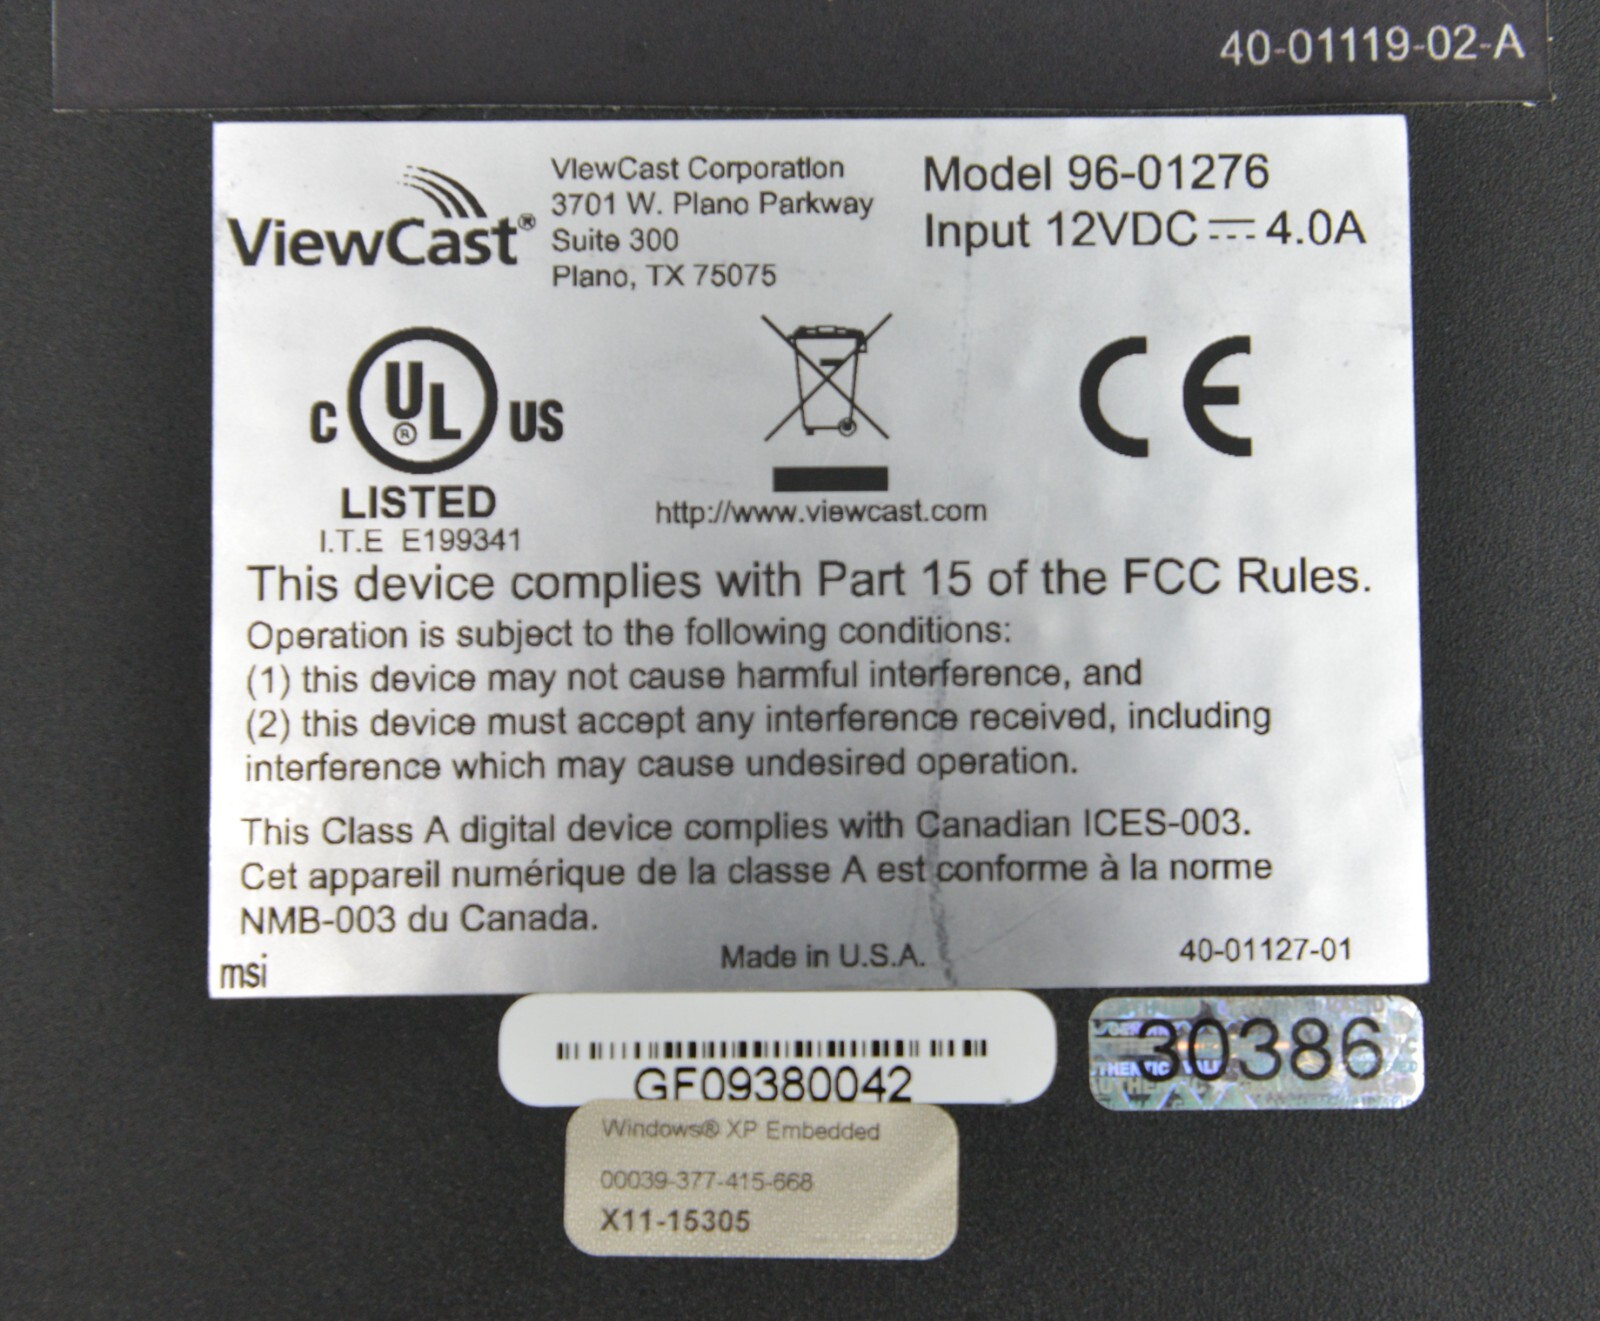 40-01119-02-A
ViewCast®
ViewCast Corporation
3701 W. Plano Parkway
Suite 300
Plano, TX 75075
Model 96-01276
Input 12VDC ⎓ 4.0A
C UL ® US
LISTED
I.T.E E199341
http://www.viewcast.com
CE
This device complies with Part 15 of the FCC Rules.
Operation is subject to the following conditions:
(1) this device may not cause harmful interference, and
(2) this device must accept any interference received, including
interference which may cause undesired operation.
This Class A digital device complies with Canadian ICES-003.
Cet appareil numérique de la classe A est conforme à la norme
NMB-003 du Canada.
msi
Made in U.S.A.
40-01127-01
GF09380042
30386
Windows® XP Embedded
00039-377-415-668
X11-15305